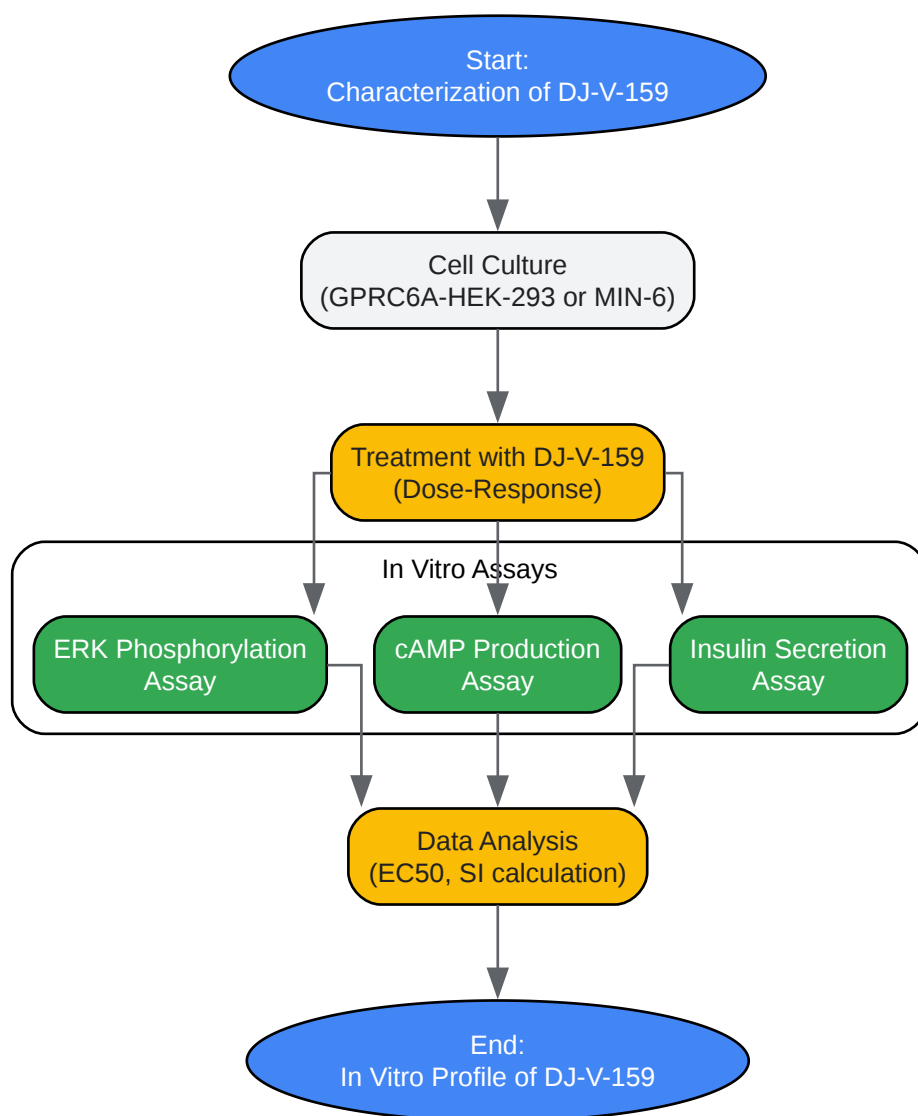 Start:
Characterization of DJ-V-159
Cell Culture
(GPRC6A-HEK-293 or MIN-6)
Treatment with DJ-V-159
(Dose-Response)
In Vitro Assays
ERK Phosphorylation
Assay
cAMP Production
Assay
Insulin Secretion
Assay
Data Analysis
(EC50, SI calculation)
End:
In Vitro Profile of DJ-V-159